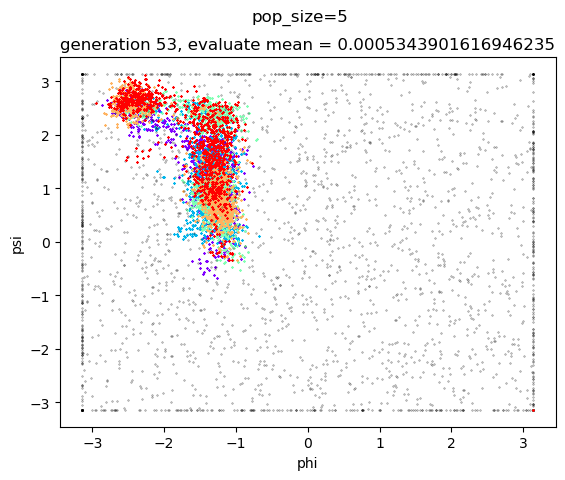 pop_size=5
generation 53, evaluate mean = 0.0005343901616946235
3
2
1
0
−1
−2
−3
psi
−3 −2 −1 0 1 2 3
phi